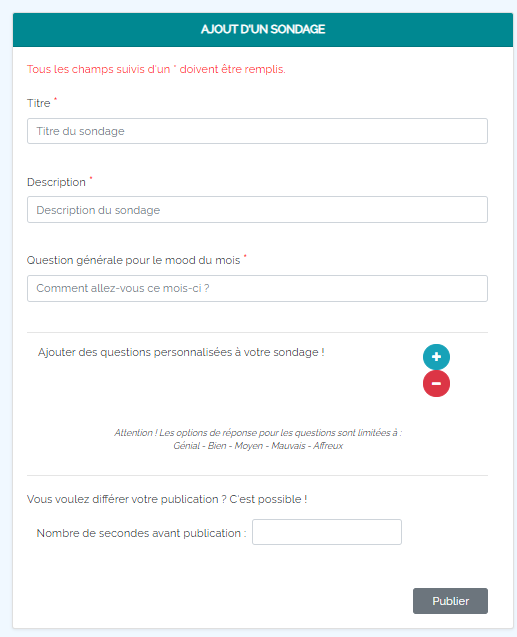 AJOUT D'UN SONDAGE
Tous les champs suivis d'un * doivent être remplis.
Titre *
Titre du sondage
Description *
Description du sondage
Question générale pour le mood du mois *
Comment allez-vous ce mois-ci ?
Ajouter des questions personnalisées à votre sondage !
+
−
Attention ! Les options de réponse pour les questions sont limitées à :
Génial - Bien - Moyen - Mauvais - Affreux
Vous voulez différer votre publication ? C'est possible !
Nombre de secondes avant publication :
Publier